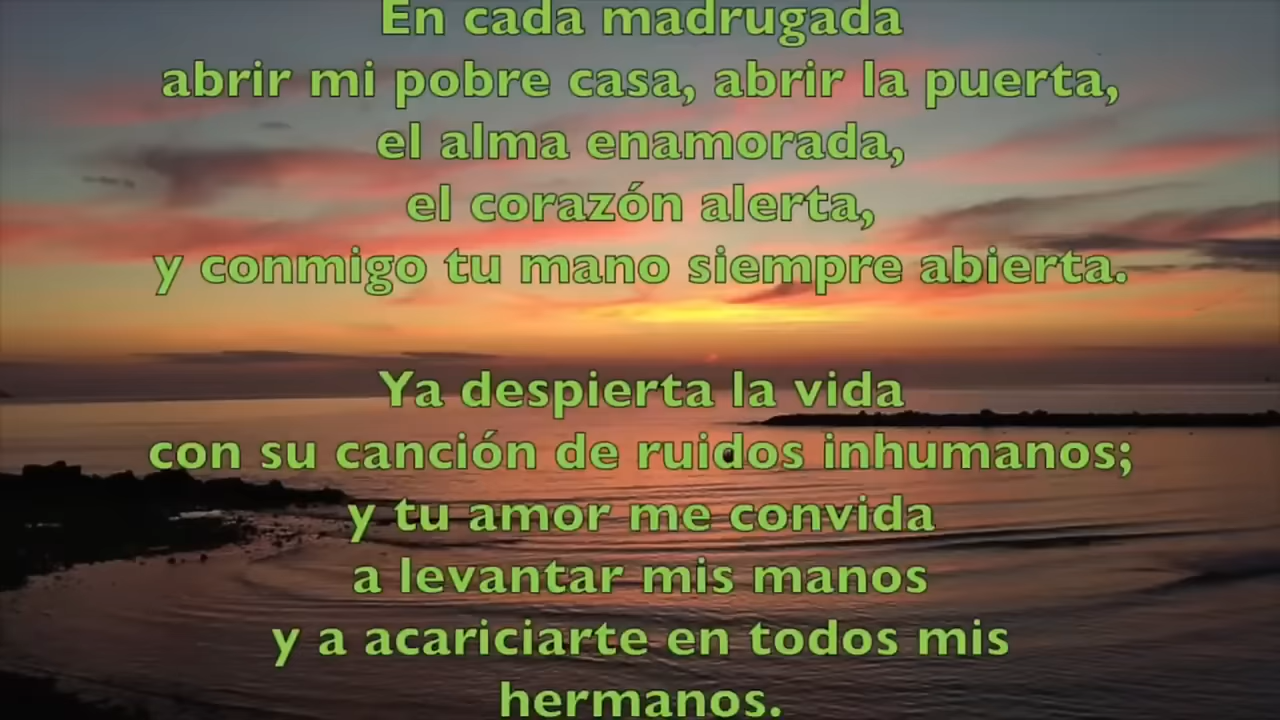 En cada madrugada
abrir mi pobre casa, abrir la puerta,
el alma enamorada,
el corazón alerta,
y conmigo tu mano siempre abierta.
Ya despierta la vida
con su canción de ruidos inhumanos;
y tu amor me convida
a levantar mis manos
y a acariciarte en todos mis
hermanos.